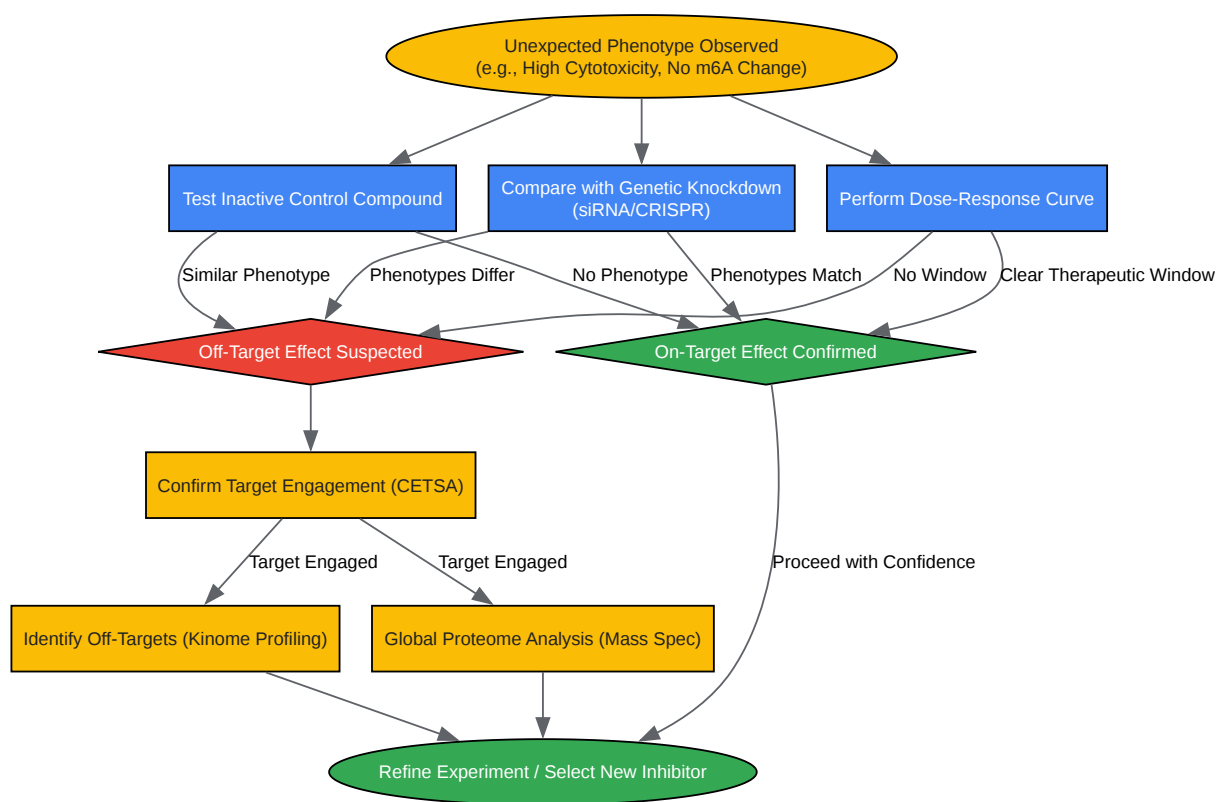 Unexpected Phenotype Observed
(e.g., High Cytotoxicity, No m6A Change)
Test Inactive Control Compound
Compare with Genetic Knockdown
(siRNA/CRISPR)
Perform Dose-Response Curve
Similar Phenotype
Phenotypes Differ
No Phenotype
Phenotypes Match
No Window
Clear Therapeutic Window
Off-Target Effect Suspected
On-Target Effect Confirmed
Confirm Target Engagement (CETSA)
Target Engaged
Target Engaged
Proceed with Confidence
Identify Off-Targets (Kinome Profiling)
Global Proteome Analysis (Mass Spec)
Refine Experiment / Select New Inhibitor